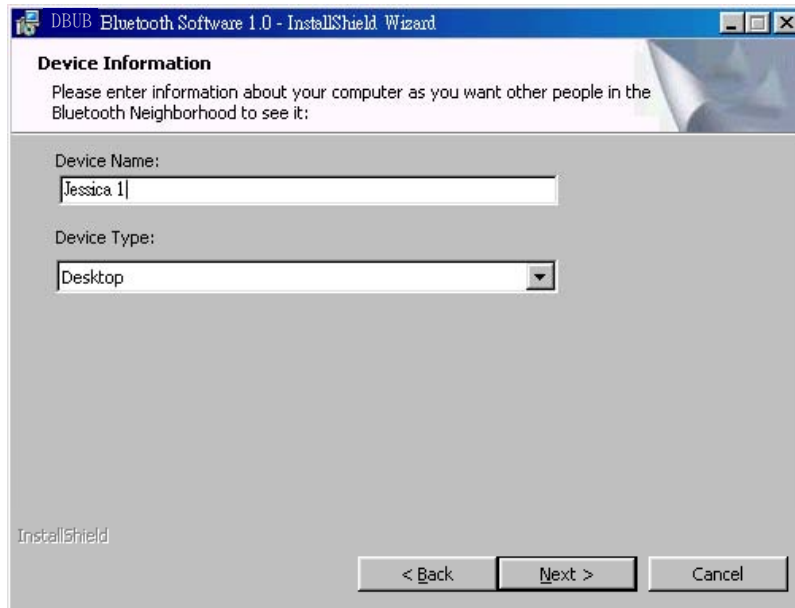 DBUB Bluetooth Software 1.0 - InstallShield Wizard
Device Information
Please enter information about your computer as you want other people in the
Bluetooth Neighborhood to see it:
Device Name:
Jessica 1
Device Type:
Desktop
InstallShield
< Back Next > Cancel